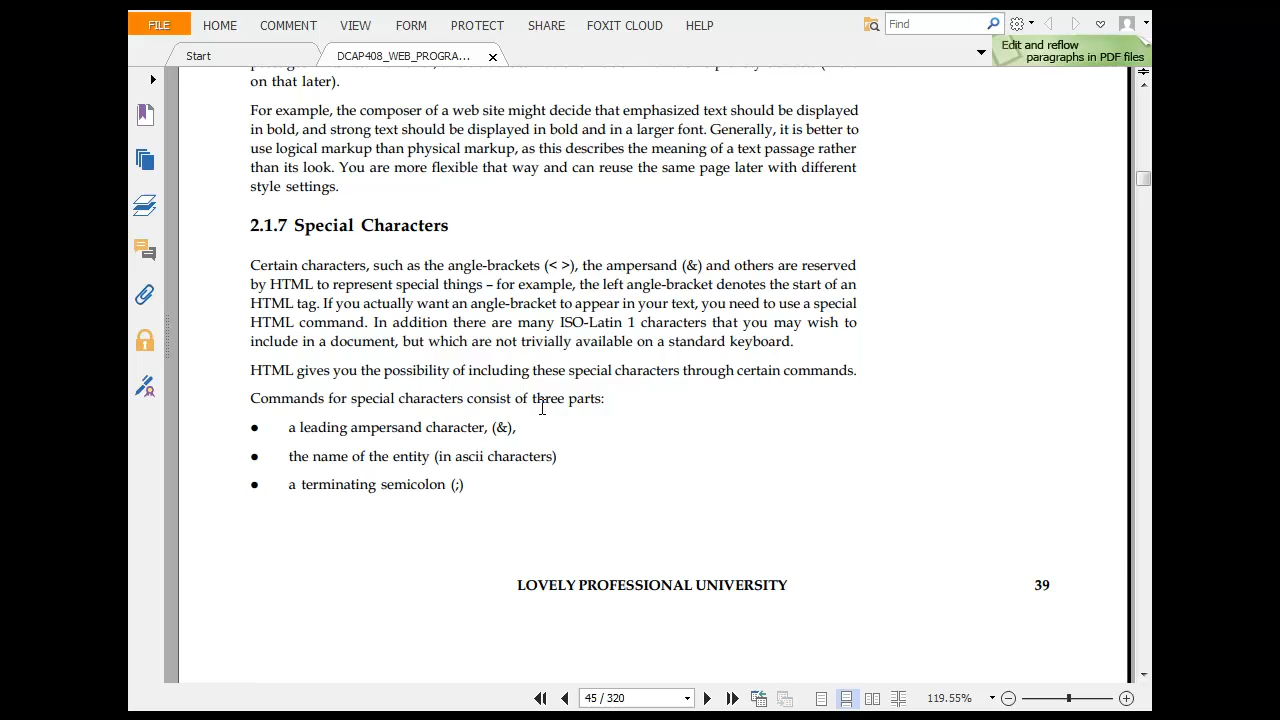 FILE HOME COMMENT VIEW FORM PROTECT SHARE FOXIT CLOUD HELP Find
Edit and reflow
paragraphs in PDF files
Start DCAP408_WEB_PROGRA...
on that later).
For example, the composer of a web site might decide that emphasized text should be displayed
in bold, and strong text should be displayed in bold and in a larger font. Generally, it is better to
use logical markup than physical markup, as this describes the meaning of a text passage rather
than its look. You are more flexible that way and can reuse the same page later with different
style settings.
2.1.7 Special Characters
Certain characters, such as the angle-brackets (< >), the ampersand (&) and others are reserved
by HTML to represent special things – for example, the left angle-bracket denotes the start of an
HTML tag. If you actually want an angle-bracket to appear in your text, you need to use a special
HTML command. In addition there are many ISO-Latin 1 characters that you may wish to
include in a document, but which are not trivially available on a standard keyboard.
HTML gives you the possibility of including these special characters through certain commands.
Commands for special characters consist of three parts:
● a leading ampersand character, (&),
● the name of the entity (in ascii characters)
● a terminating semicolon (;)
LOVELY PROFESSIONAL UNIVERSITY 39
45 / 320 119.55%